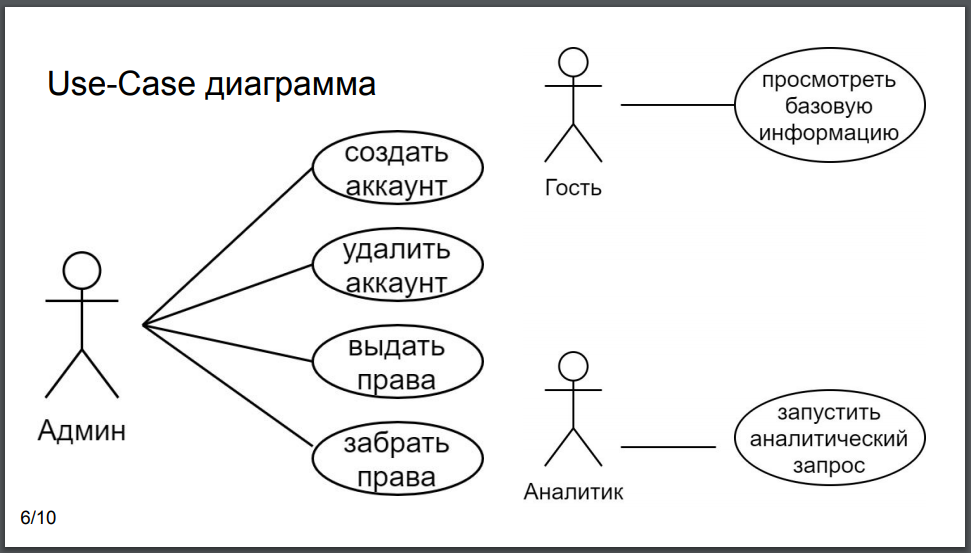 Use-Case диаграмма
создать
аккаунт
удалить
аккаунт
выдать
права
забрать
права
Админ
Гость
просмотреть
базовую
информацию
Аналитик
запустить
аналитический
запрос
6/10